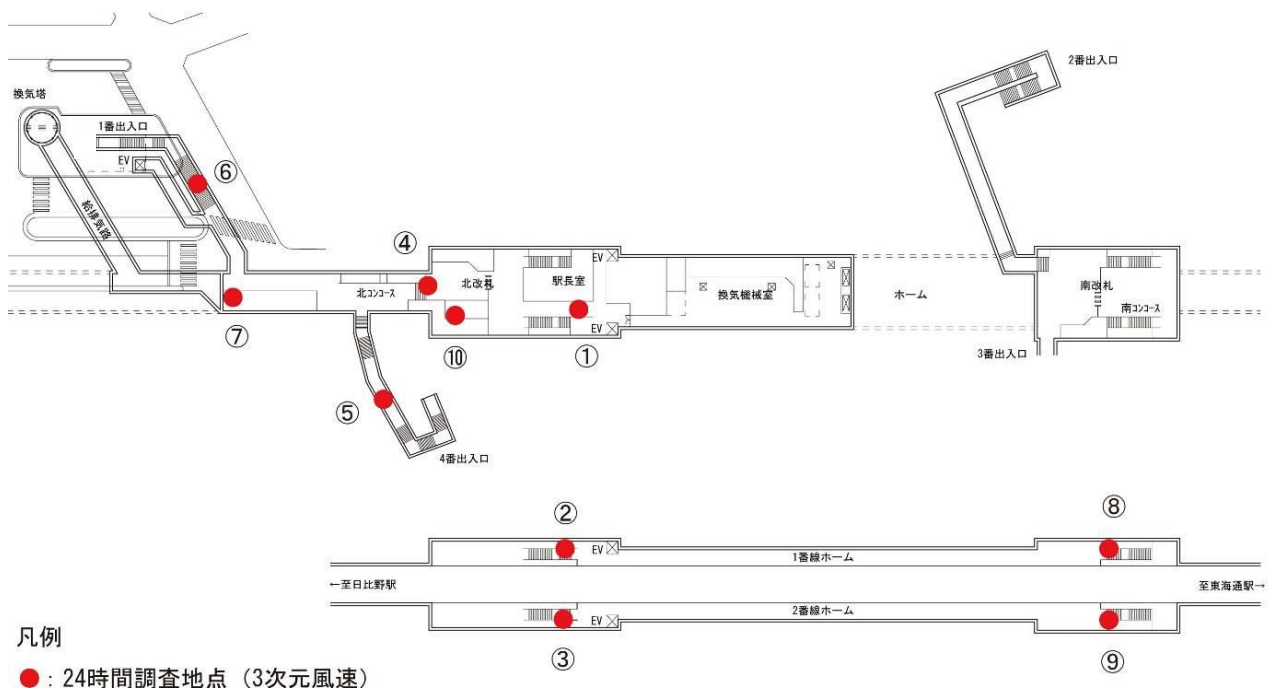 2番出入口
換気塔
1番出入口
EV
⑥
給排気路
④
EV
北改札
駅長室
北コンコース
換気機械室
ホーム
南改札
南コンコース
⑦
⑩
EV
①
3番出入口
⑤
4番出入口
②
⑧
EV
1番線ホーム
←至日比野駅
至東海通駅→
2番線ホーム
EV
③
⑨
凡例
●：24時間調査地点（3次元風速）